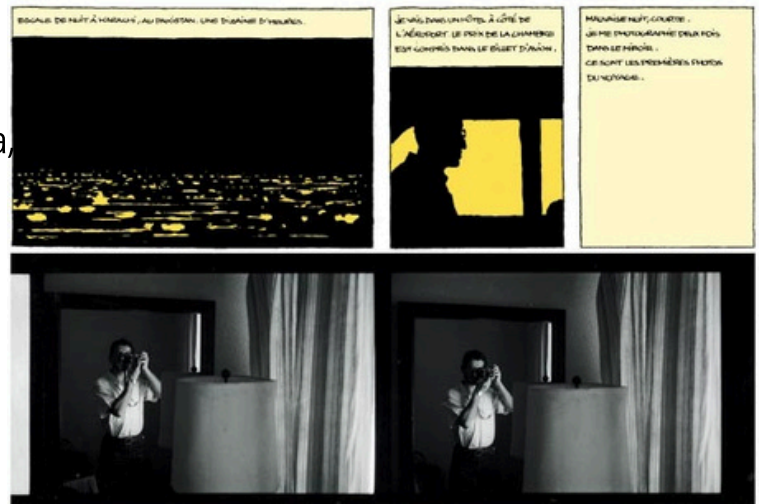 ESCALE DE NUIT À KARACHI, AU PAKISTAN. UNE DIZAINE D'HEURES.
JE VAIS DANS UN HÔTEL À CÔTÉ DE
L'AÉROPORT. LE PRIX DE LA CHAMBRE
EST COMPRIS DANS LE BILLET D'AVION.
MAUVAISE NUIT, COURTE.
JE ME PHOTOGRAPHIE DEUX FOIS
DANS LE MIROIR.
CE SONT LES PREMIÈRES PHOTOS
DU VOYAGE.
a,